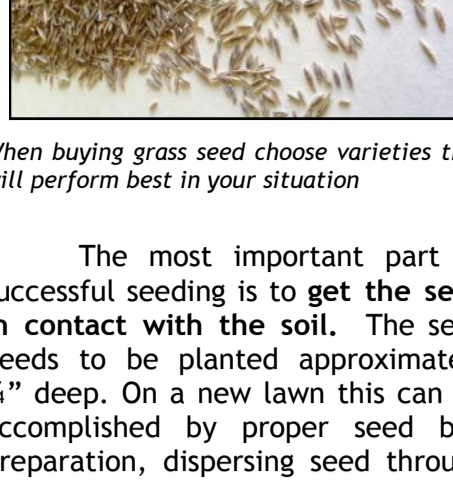 hen buying grass seed choose varieties t
ill perform best in your situation
The most important part
uccessful seeding is to get the se
contact with the soil. The se
eeds to be planted approximate
” deep. On a new lawn this can
ccomplished by proper seed b
reparation, dispersing seed throu